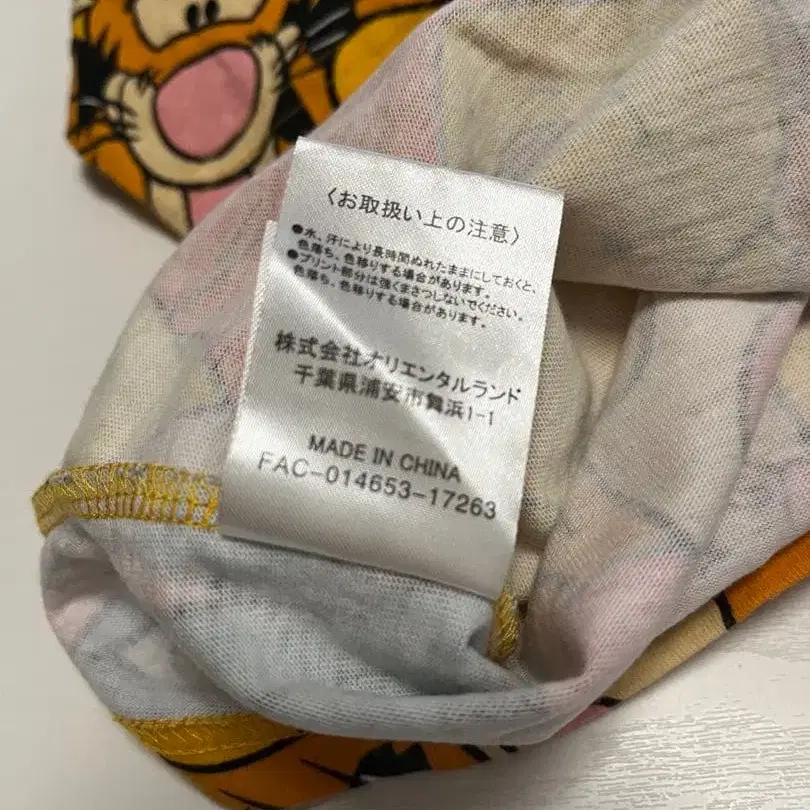 〈お取扱い上の注意〉
●水、汗により長時間ぬれたままにしておくと、
色落ち、色移りする場合があります。
●プリント部分は強くまさつしないでください。
色落ち、色移りする場合があります。
株式会社オリエンタルランド
千葉県浦安市舞浜1-1
MADE IN CHINA
FAC-014653-17263